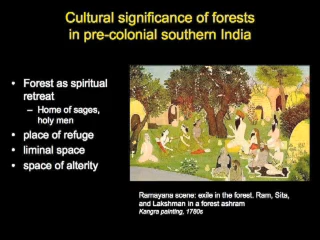 Cultural significance of forests
in pre-colonial southern India
• Forest as spiritual
retreat
– Home of sages,
holy men
• place of refuge
• liminal space
• space of alterity
Ramayana scene: exile in the forest. Ram, Sita,
and Lakshman in a forest ashram
Kangra painting, 1780s